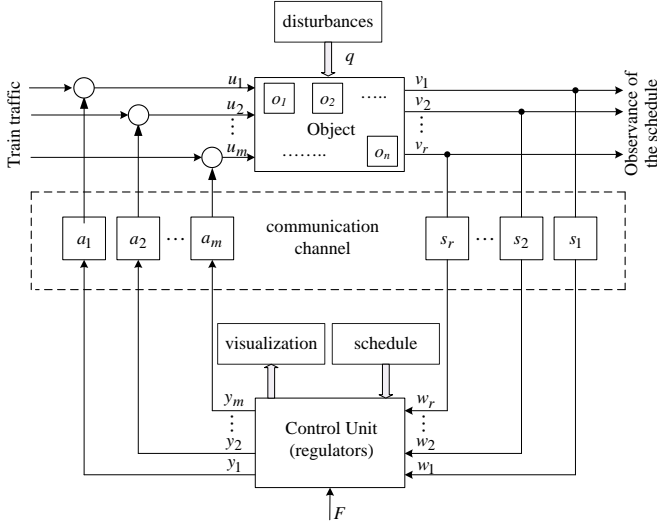 disturbances
q
Train traffic
u1
u2
⋮
um
o1 o2 .....
Object
........ on
v1
v2
⋮
vr
Observance of
the schedule
a1 a2 ... am
communication
channel
sr ... s2 s1
visualization
schedule
ym
⋮
y2
y1
Control Unit
(regulators)
wr
⋮
w2
w1
F